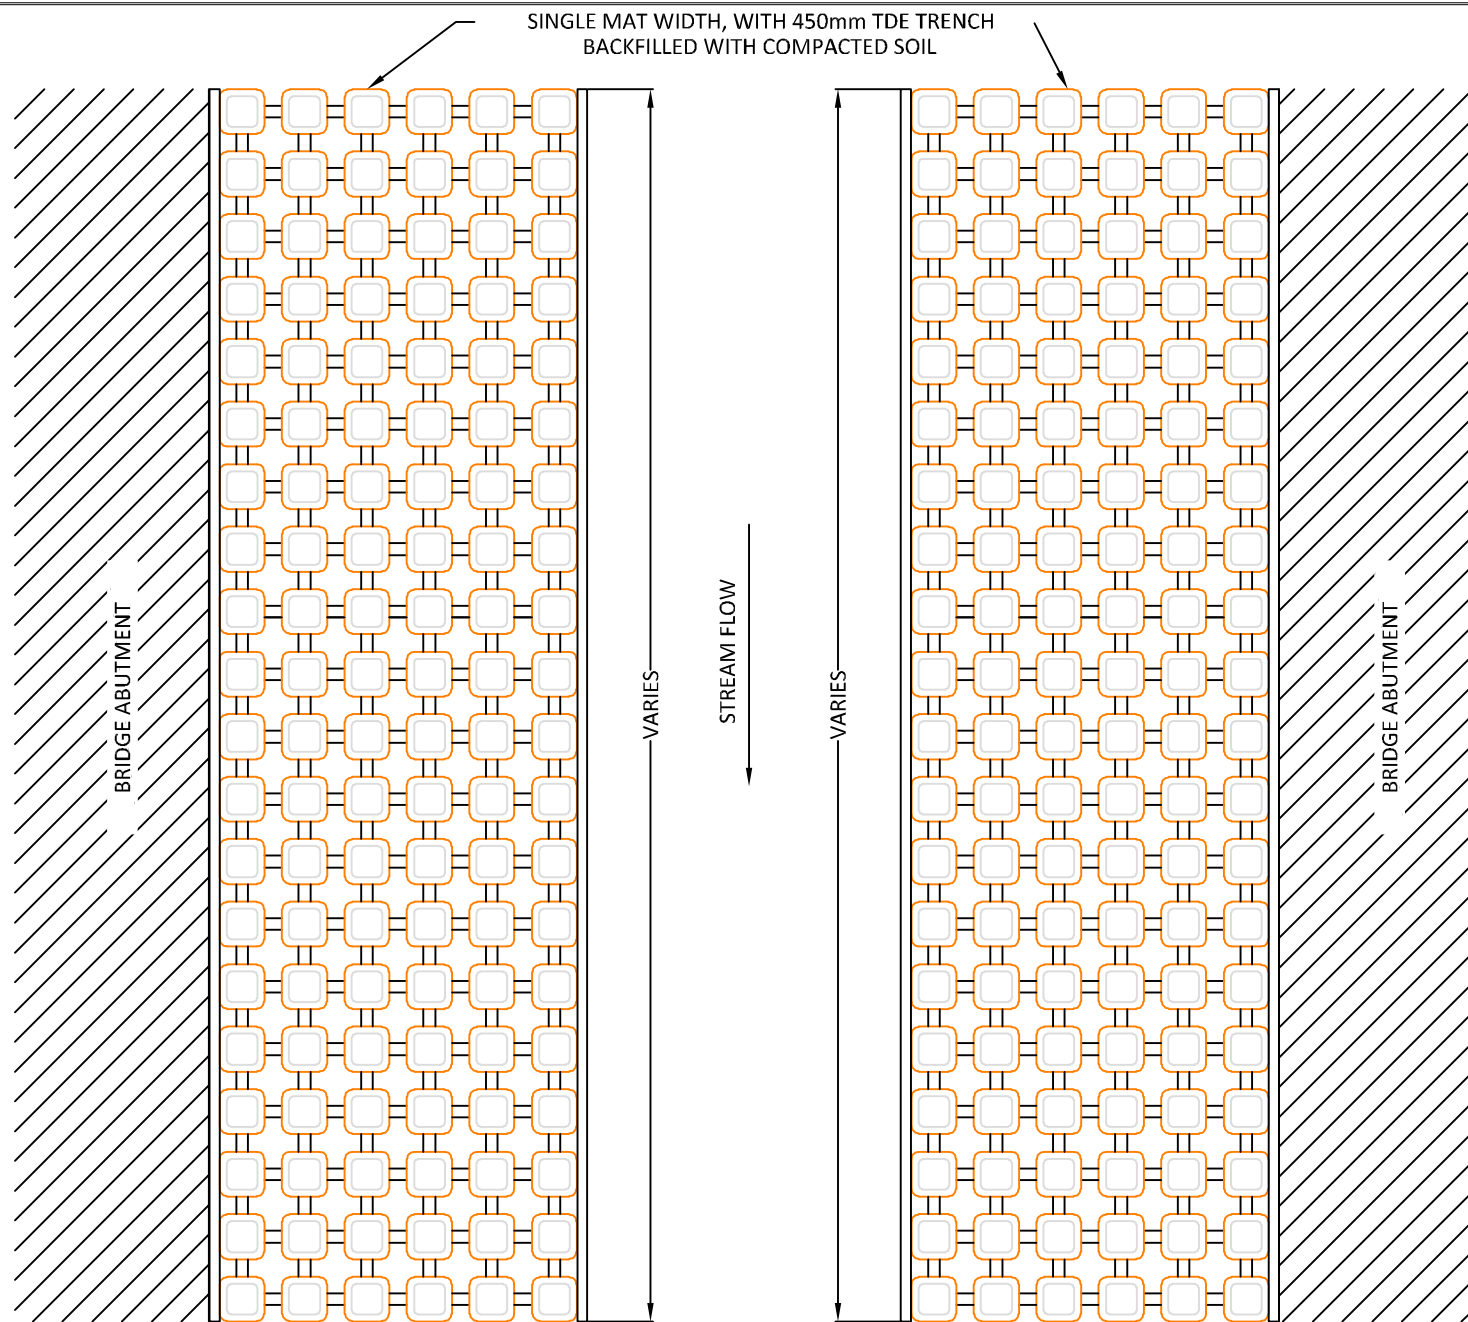 SINGLE MAT WIDTH, WITH 450mm TDE TRENCH
BACKFILLED WITH COMPACTED SOIL
BRIDGE ABUTMENT
VARIES
STREAM FLOW
VARIES
BRIDGE ABUTMENT